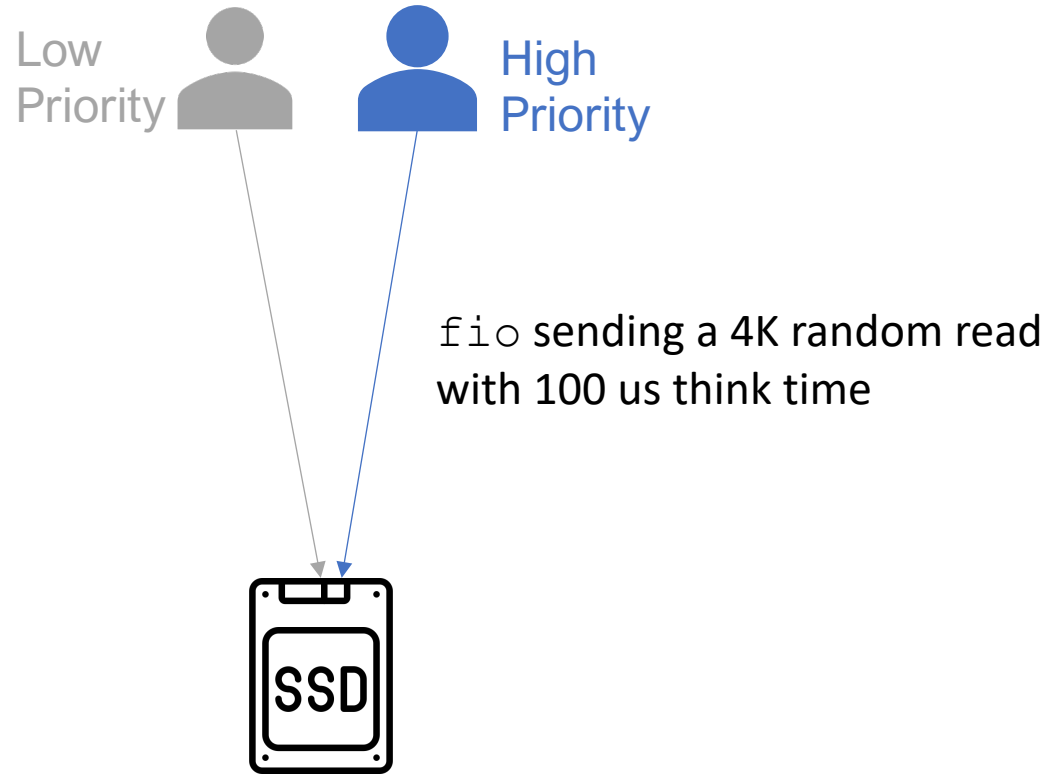 Low
Priority
High
Priority
fio sending a 4K random read
with 100 us think time
SSD